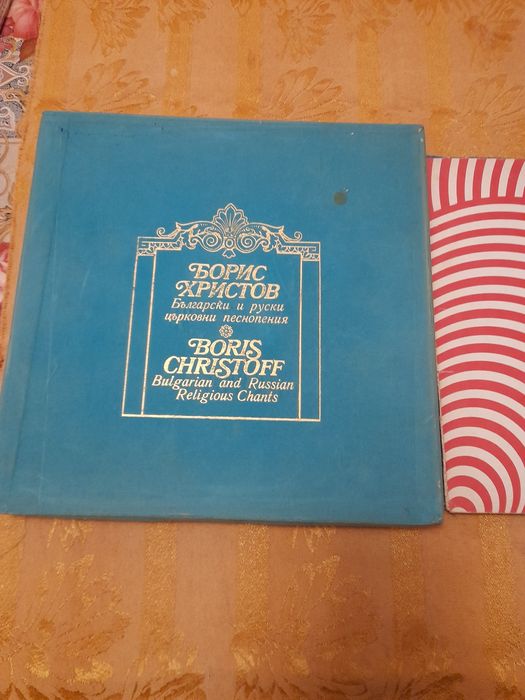 БОРИС
ХРИСТОВ
Български и руски
църковни песнопения
BORIS
CHRISTOFF
Bulgarian and Russian
Religious Chants